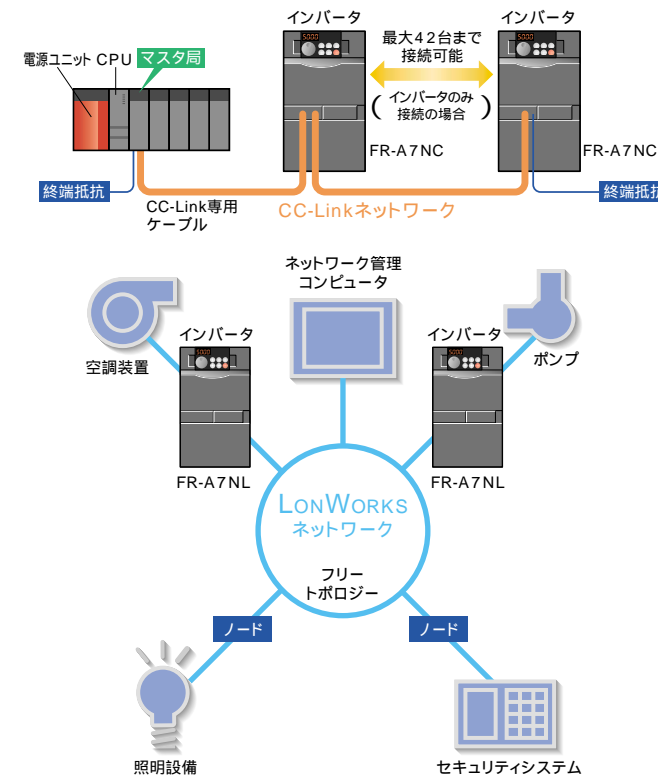 インバータ
インバータ
最大42台まで
接続可能
電源ユニット CPU マスタ局
(インバータのみ
接続の場合)
FR-A7NC
FR-A7NC
終端抵抗
終端抵抗
CC-Link専用
ケーブル
CC-Linkネットワーク
ネットワーク管理
コンピュータ
インバータ
インバータ
空調装置
ポンプ
FR-A7NL
FR-A7NL
LONWORKS
ネットワーク
フリー
トポロジー
ノード
ノード
照明設備
セキュリティシステム